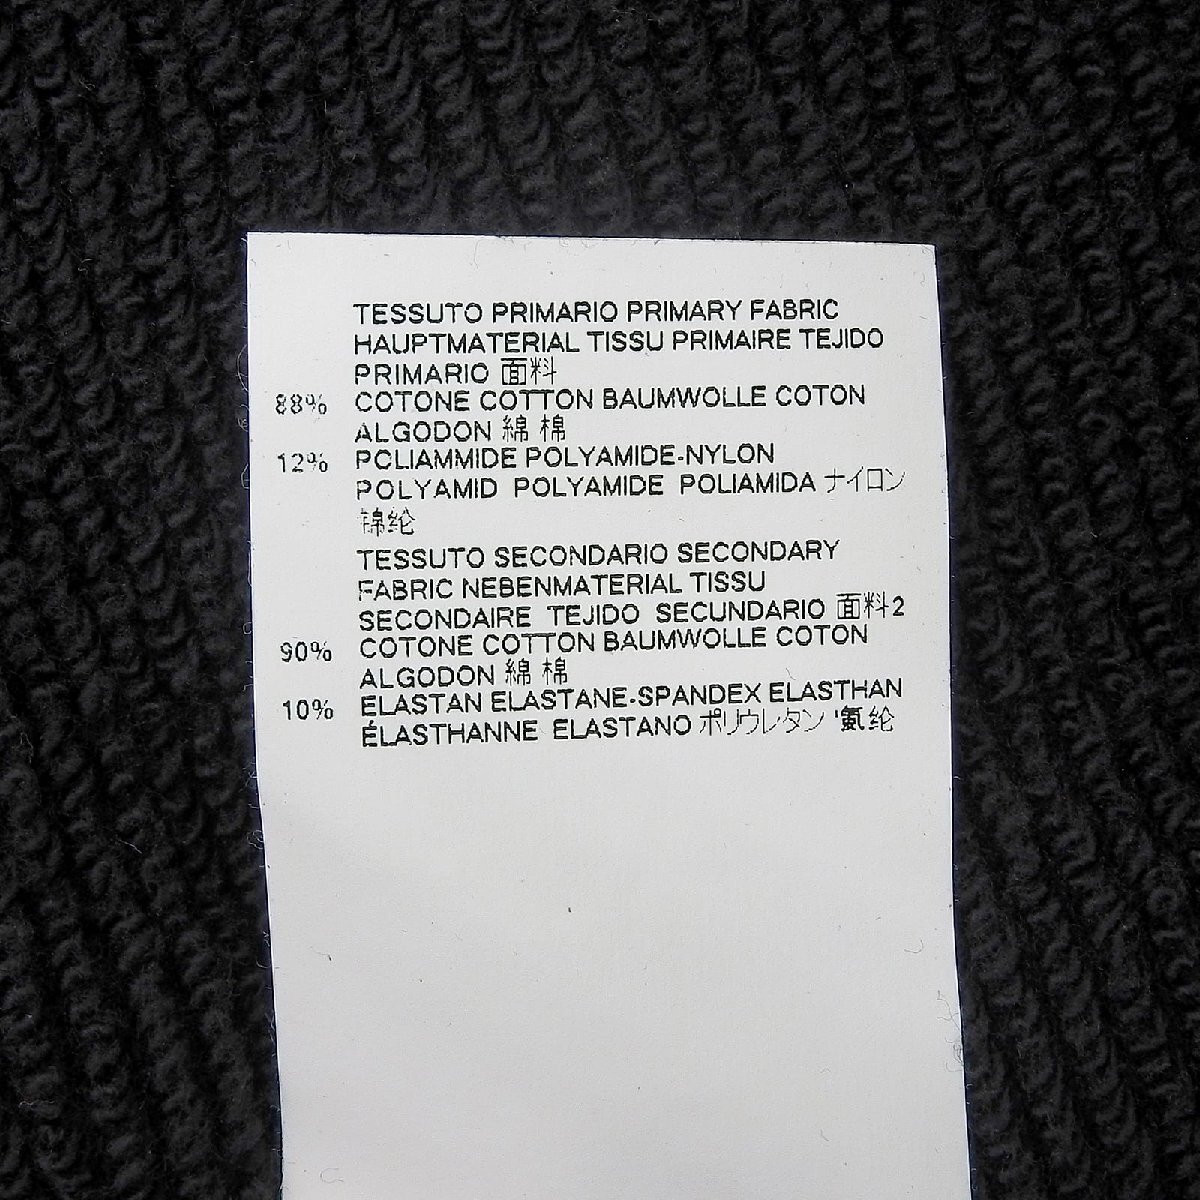 TESSUTO PRIMARIO PRIMARY FABRIC
HAUPTMATERIAL TISSU PRIMAIRE TEJIDO
PRIMARIO 面料
88% COTONE COTTON BAUMWOLLE COTON
ALGODON 綿 棉
12% POLIAMMIDE POLYAMIDE-NYLON
POLYAMID POLYAMIDE POLIAMIDA ナイロン
锦纶
TESSUTO SECONDARIO SECONDARY
FABRIC NEBENMATERIAL TISSU
SECONDAIRE TEJIDO SECUNDARIO 面料2
90% COTONE COTTON BAUMWOLLE COTON
ALGODON 綿 棉
10% ELASTAN ELASTANE-SPANDEX ELASTHAN
ÉLASTHANNE ELASTANO ポリウレタン 氨纶